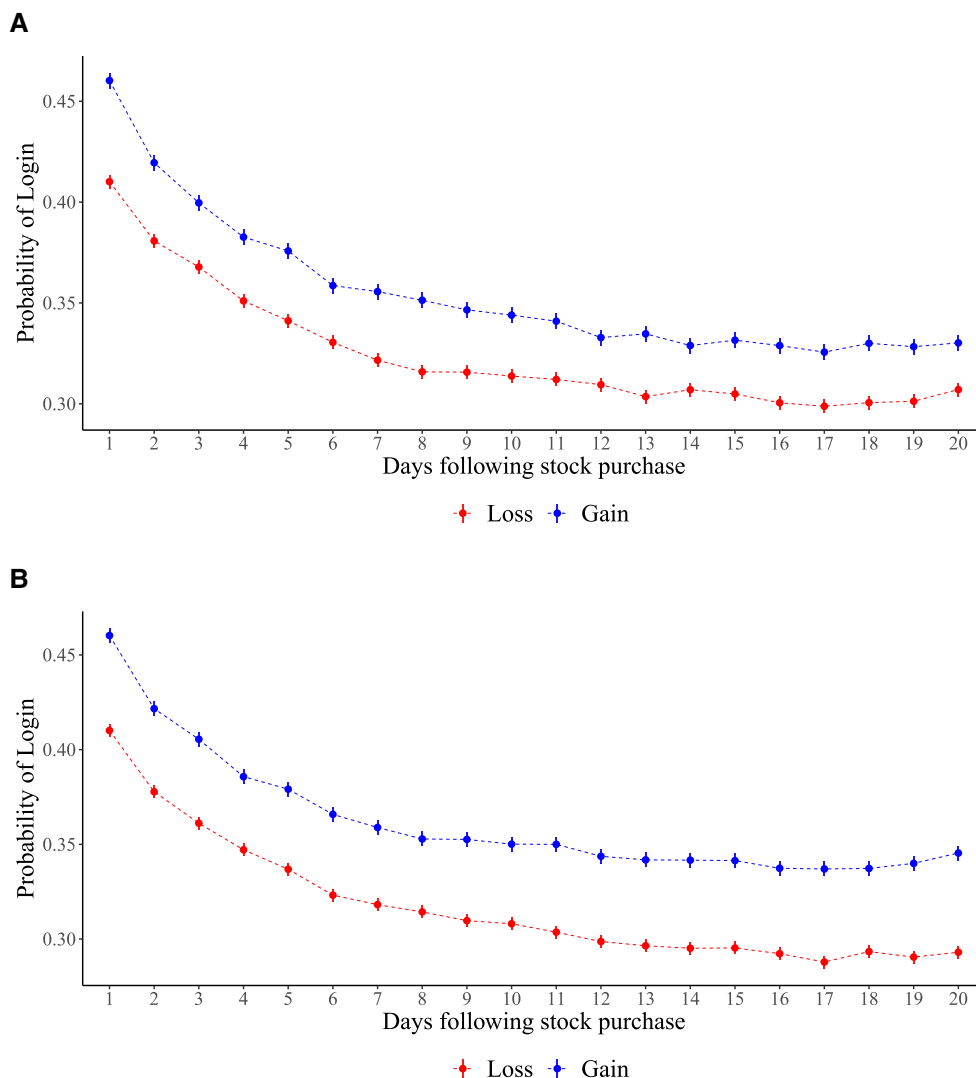 A
Probability of Login
0.45
0.40
0.35
0.30
1 2 3 4 5 6 7 8 9 10 11 12 13 14 15 16 17 18 19 20
Days following stock purchase
Loss Gain
B
Probability of Login
0.45
0.40
0.35
0.30
1 2 3 4 5 6 7 8 9 10 11 12 13 14 15 16 17 18 19 20
Days following stock purchase
Loss Gain